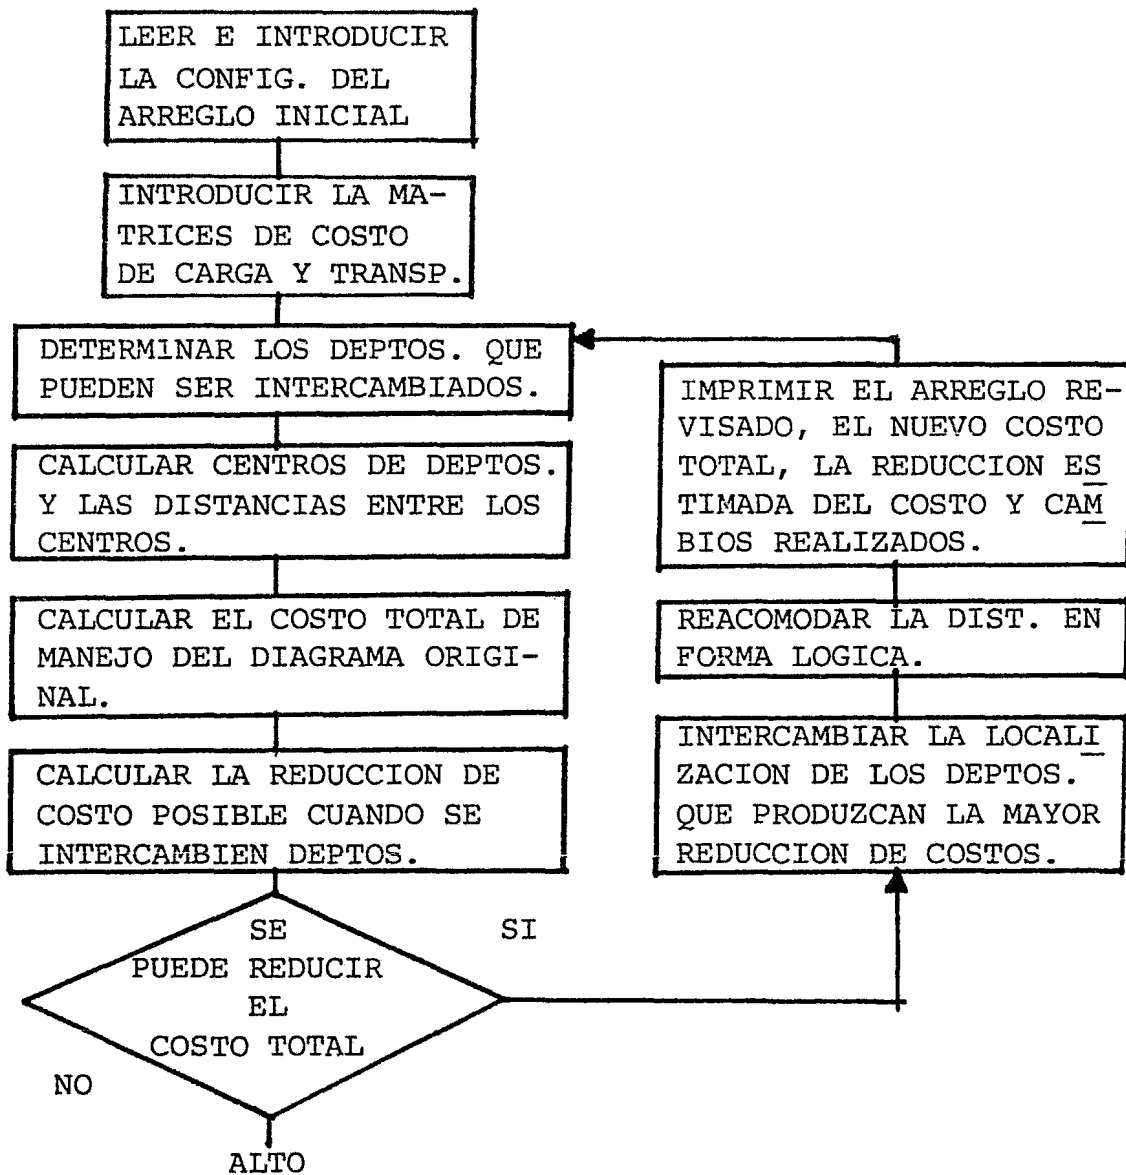 LEER E INTRODUCIR
LA CONFIG. DEL
ARREGLO INICIAL
INTRODUCIR LA MA-
TRICES DE COSTO
DE CARGA Y TRANSP.
DETERMINAR LOS DEPTOS. QUE
PUEDEN SER INTERCAMBIADOS.
CALCULAR CENTROS DE DEPTOS.
Y LAS DISTANCIAS ENTRE LOS
CENTROS.
CALCULAR EL COSTO TOTAL DE
MANEJO DEL DIAGRAMA ORIGI-
NAL.
CALCULAR LA REDUCCION DE
COSTO POSIBLE CUANDO SE
INTERCAMBIEN DEPTOS.
SE
PUEDE REDUCIR
EL
COSTO TOTAL
SI
NO
ALTO
INTERCAMBIAR LA LOCALI
ZACION DE LOS DEPTOS.
QUE PRODUZCAN LA MAYOR
REDUCCION DE COSTOS.
REACOMODAR LA DIST. EN
FORMA LOGICA.
IMPRIMIR EL ARREGLO RE-
VISADO, EL NUEVO COSTO
TOTAL, LA REDUCCION ES
TIMADA DEL COSTO Y CAM
BIOS REALIZADOS.